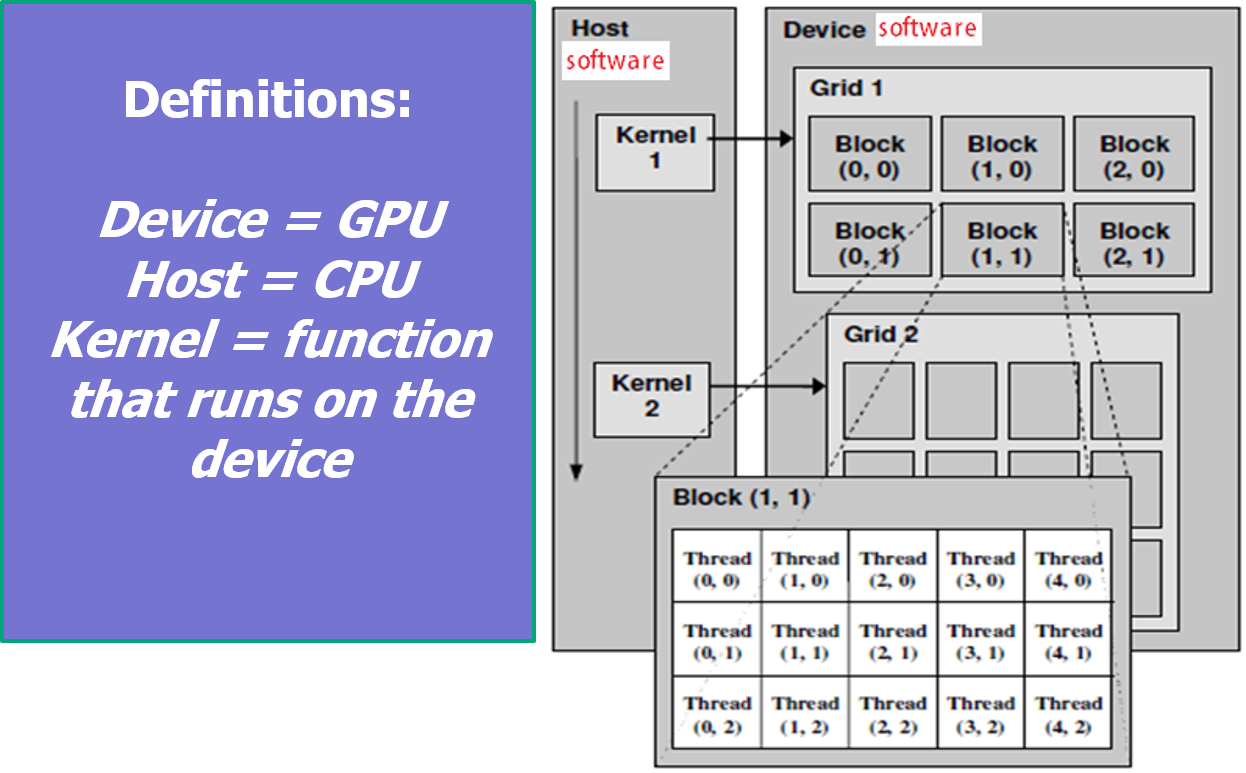 Definitions:
Device = GPU
Host = CPU
Kernel = function
that runs on the
device
Host
software
Device software
Grid 1
Kernel
1
Block
(0, 0)
Block
(1, 0)
Block
(2, 0)
Block
(0, 1)
Block
(1, 1)
Block
(2, 1)
Grid 2
Kernel
2
Block (1, 1)
Thread
(0, 0)
Thread
(1, 0)
Thread
(2, 0)
Thread
(3, 0)
Thread
(4, 0)
Thread
(0, 1)
Thread
(1, 1)
Thread
(2, 1)
Thread
(3, 1)
Thread
(4, 1)
Thread
(0, 2)
Thread
(1, 2)
Thread
(2, 2)
Thread
(3, 2)
Thread
(4, 2)